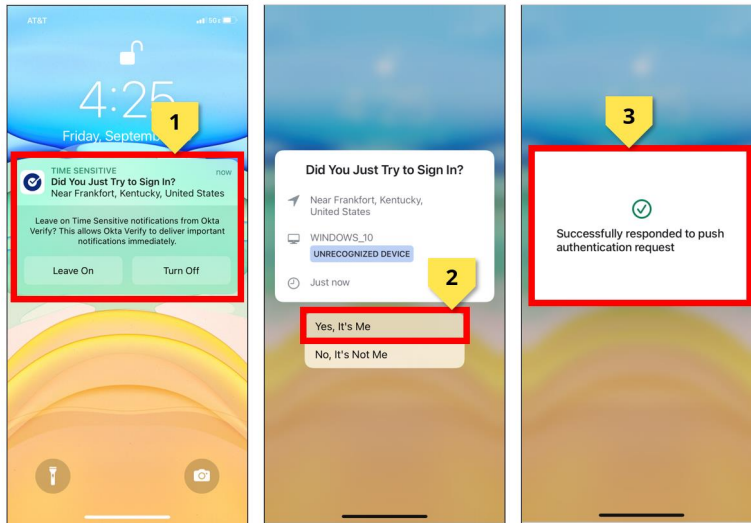 AT&T
4:25
Friday,
1
TIME SENSITIVE now
Did You Just Try to Sign In?
Near Frankfort, Kentucky, United States
Leave on Time Sensitive notifications from Okta
Verify? This allows Okta Verify to deliver important
notifications immediately.
Leave On Turn Off
Did You Just Try to Sign In?
Near Frankfort, Kentucky,
United States
WINDOWS_10
UNRECOGNIZED DEVICE
Just now
2
Yes, It's Me
No, It's Not Me
3
Successfully responded to push
authentication request